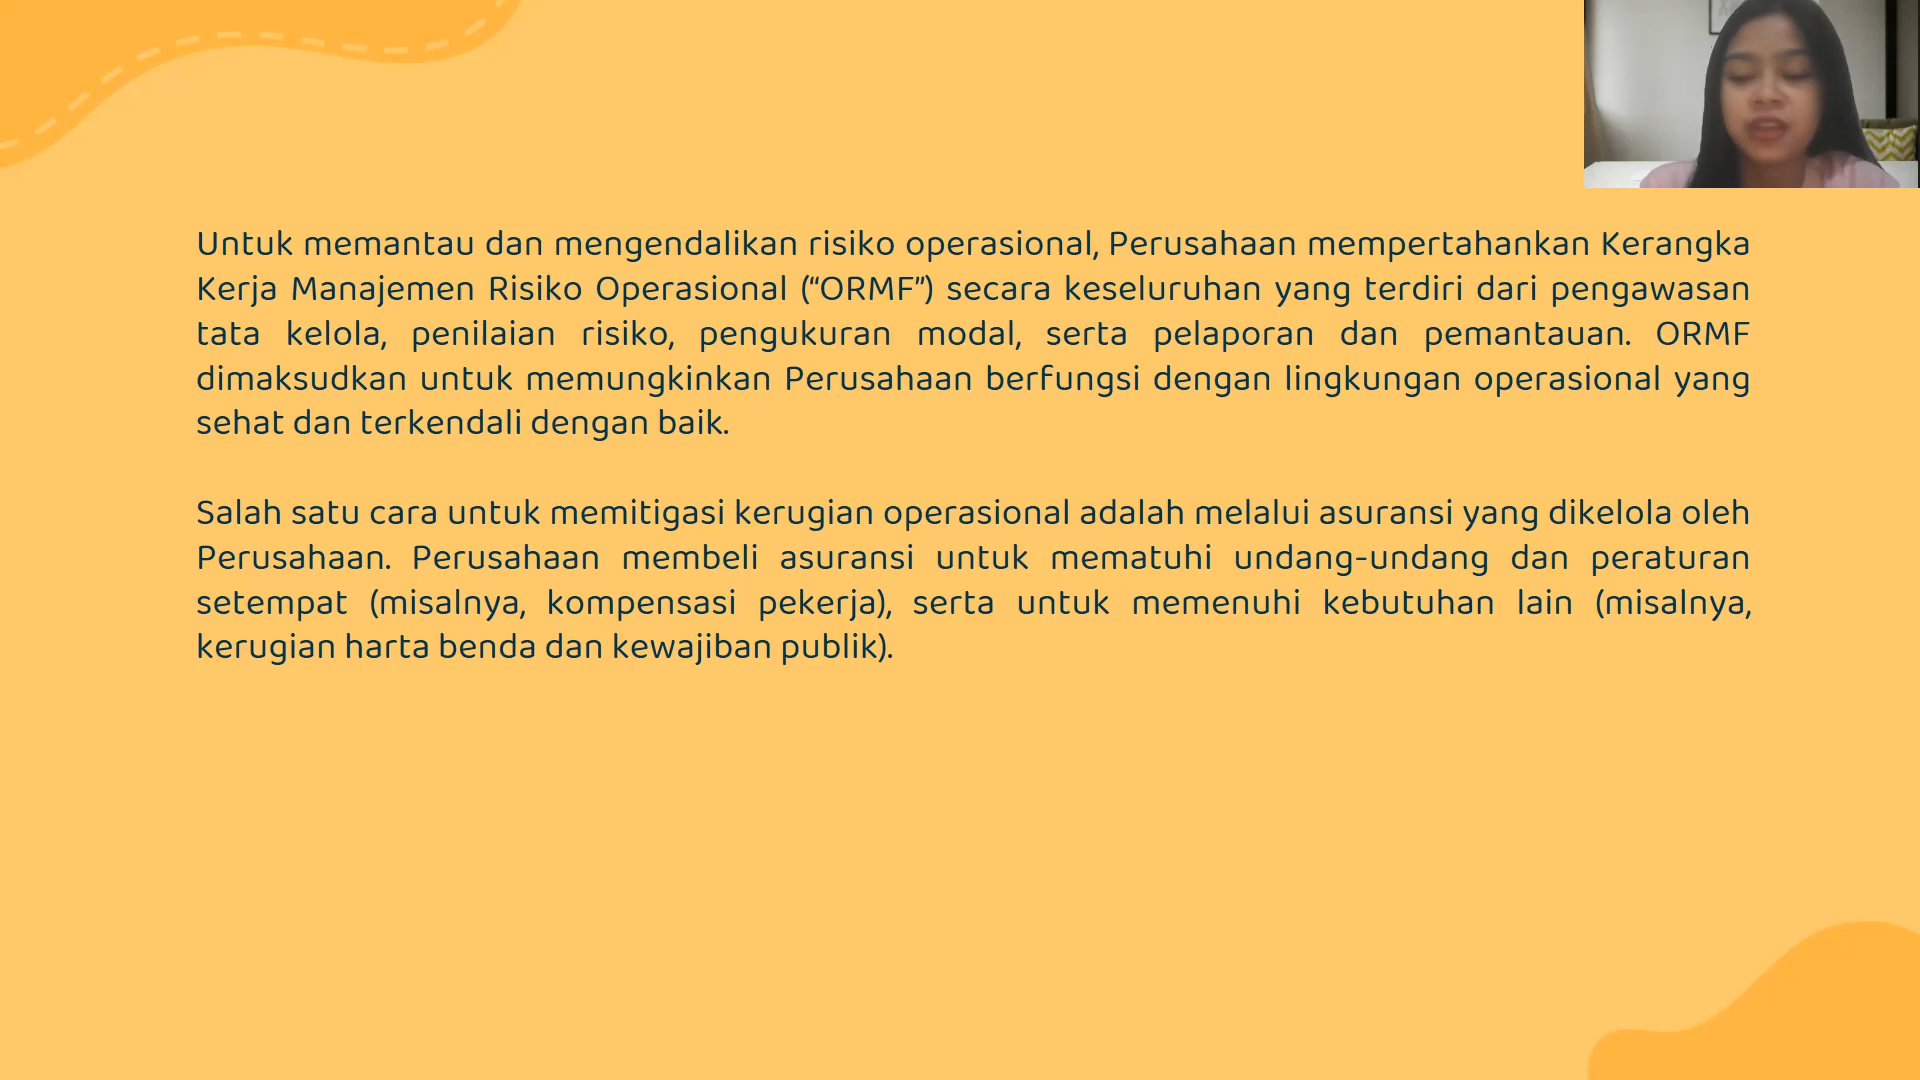 Untuk memantau dan mengendalikan risiko operasional, Perusahaan mempertahankan Kerangka
Kerja Manajemen Risiko Operasional (“ORMF”) secara keseluruhan yang terdiri dari pengawasan
tata kelola, penilaian risiko, pengukuran modal, serta pelaporan dan pemantauan. ORMF
dimaksudkan untuk memungkinkan Perusahaan berfungsi dengan lingkungan operasional yang
sehat dan terkendali dengan baik.
Salah satu cara untuk memitigasi kerugian operasional adalah melalui asuransi yang dikelola oleh
Perusahaan. Perusahaan membeli asuransi untuk mematuhi undang-undang dan peraturan
setempat (misalnya, kompensasi pekerja), serta untuk memenuhi kebutuhan lain (misalnya,
kerugian harta benda dan kewajiban publik).